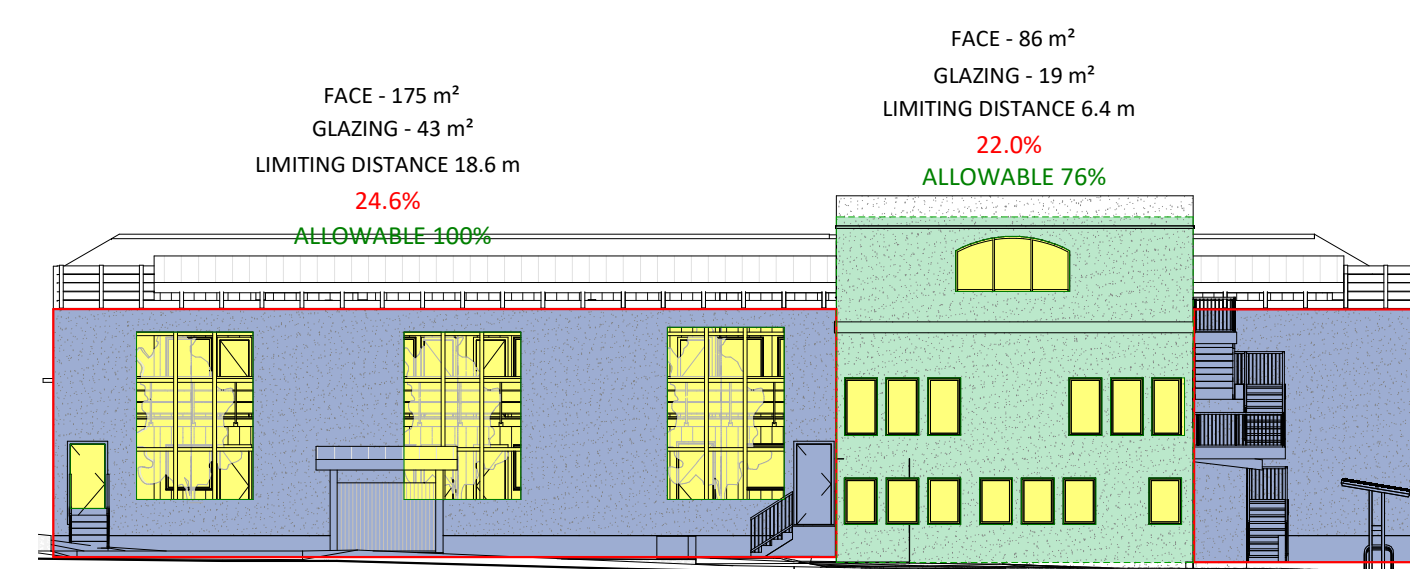 FACE - 175 m²
GLAZING - 43 m²
LIMITING DISTANCE 18.6 m
24.6%
ALLOWABLE 100%
FACE - 86 m²
GLAZING - 19 m²
LIMITING DISTANCE 6.4 m
22.0%
ALLOWABLE 76%